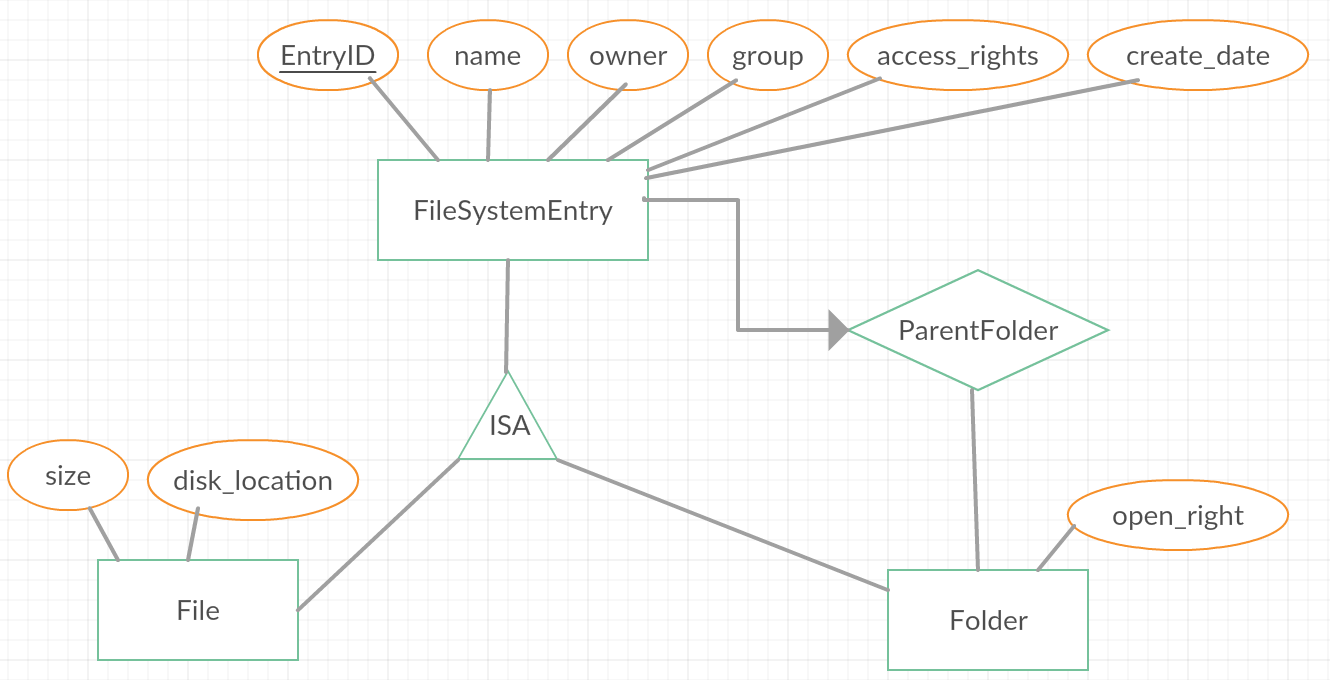 EntryID
name
owner
group
access_rights
create_date
FileSystemEntry
ParentFolder
ISA
size
disk_location
open_right
File
Folder